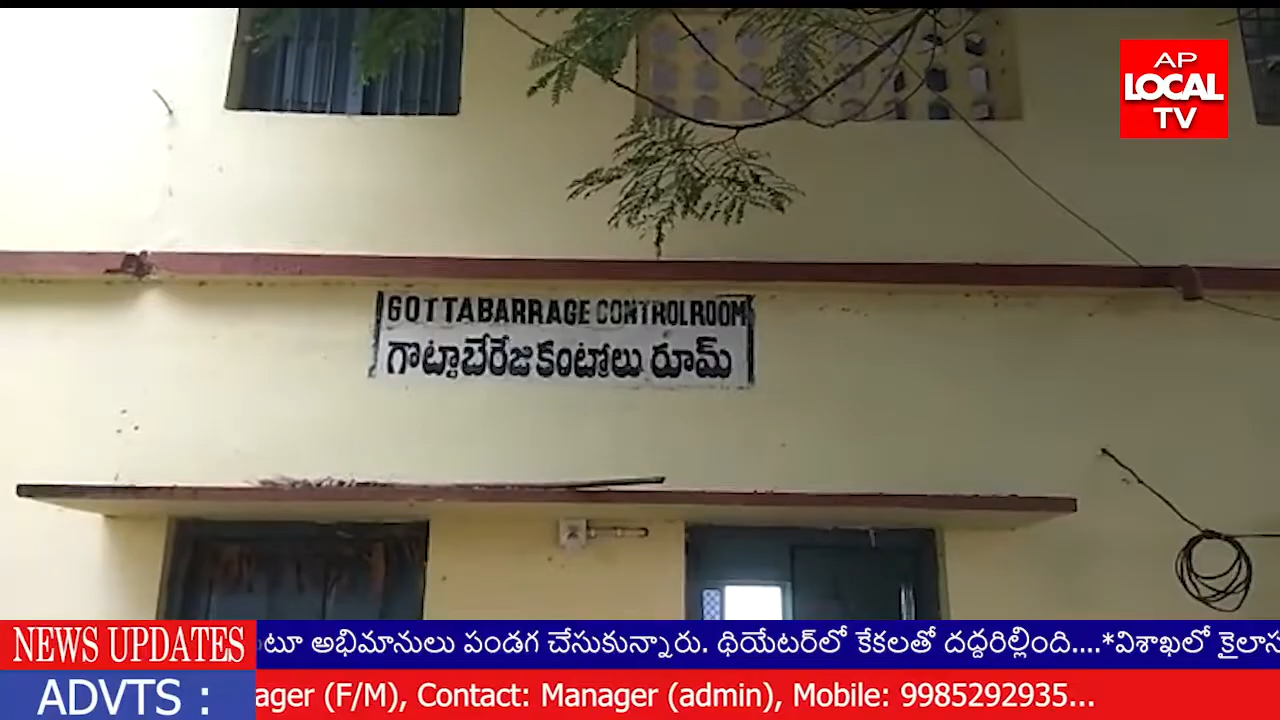 AP
LOCAL
TV
GOTTABARRAGE CONTROLROOM
గొట్టాబేరేజి కంట్రోలు రూమ్
NEWS UPDATES
అభిమానులు పండగ చేసుకున్నారు. థియేటర్‌లో కేకలతో దద్దరిల్లింది....*విశాఖలో కైలాస
ADVTS :
ager (F/M), Contact: Manager (admin), Mobile: 9985292935...